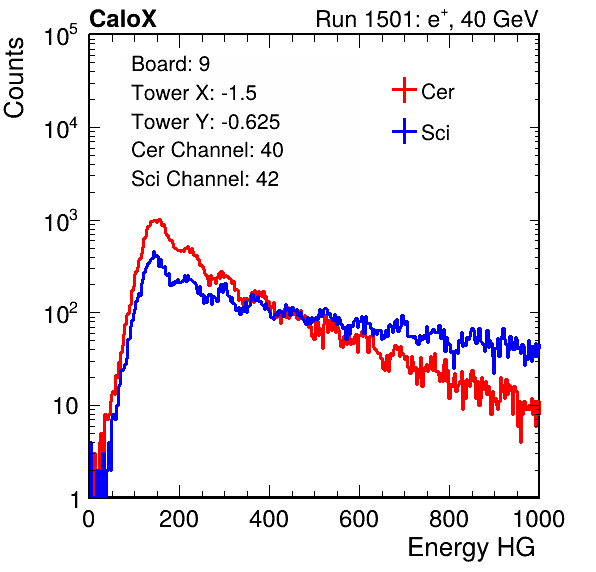 CaloX Run 1501: e⁺, 40 GeV
Counts
10⁵
10⁴
10³
10²
10
1
Board: 9
Tower X: -1.5
Tower Y: -0.625
Cer Channel: 40
Sci Channel: 42
Cer
Sci
0 200 400 600 800 1000
Energy HG